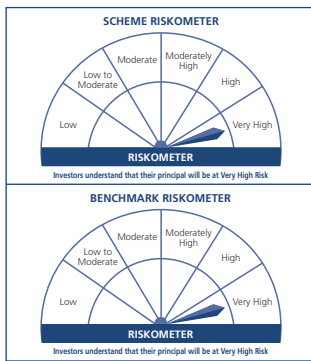 SCHEME RISKOMETER
Low
Low to
Moderate
Moderate
Moderately
High
High
Very High
RISKOMETER
Investors understand that their principal will be at Very High Risk
BENCHMARK RISKOMETER
Low
Low to
Moderate
Moderate
Moderately
High
High
Very High
RISKOMETER
Investors understand that their principal will be at Very High Risk